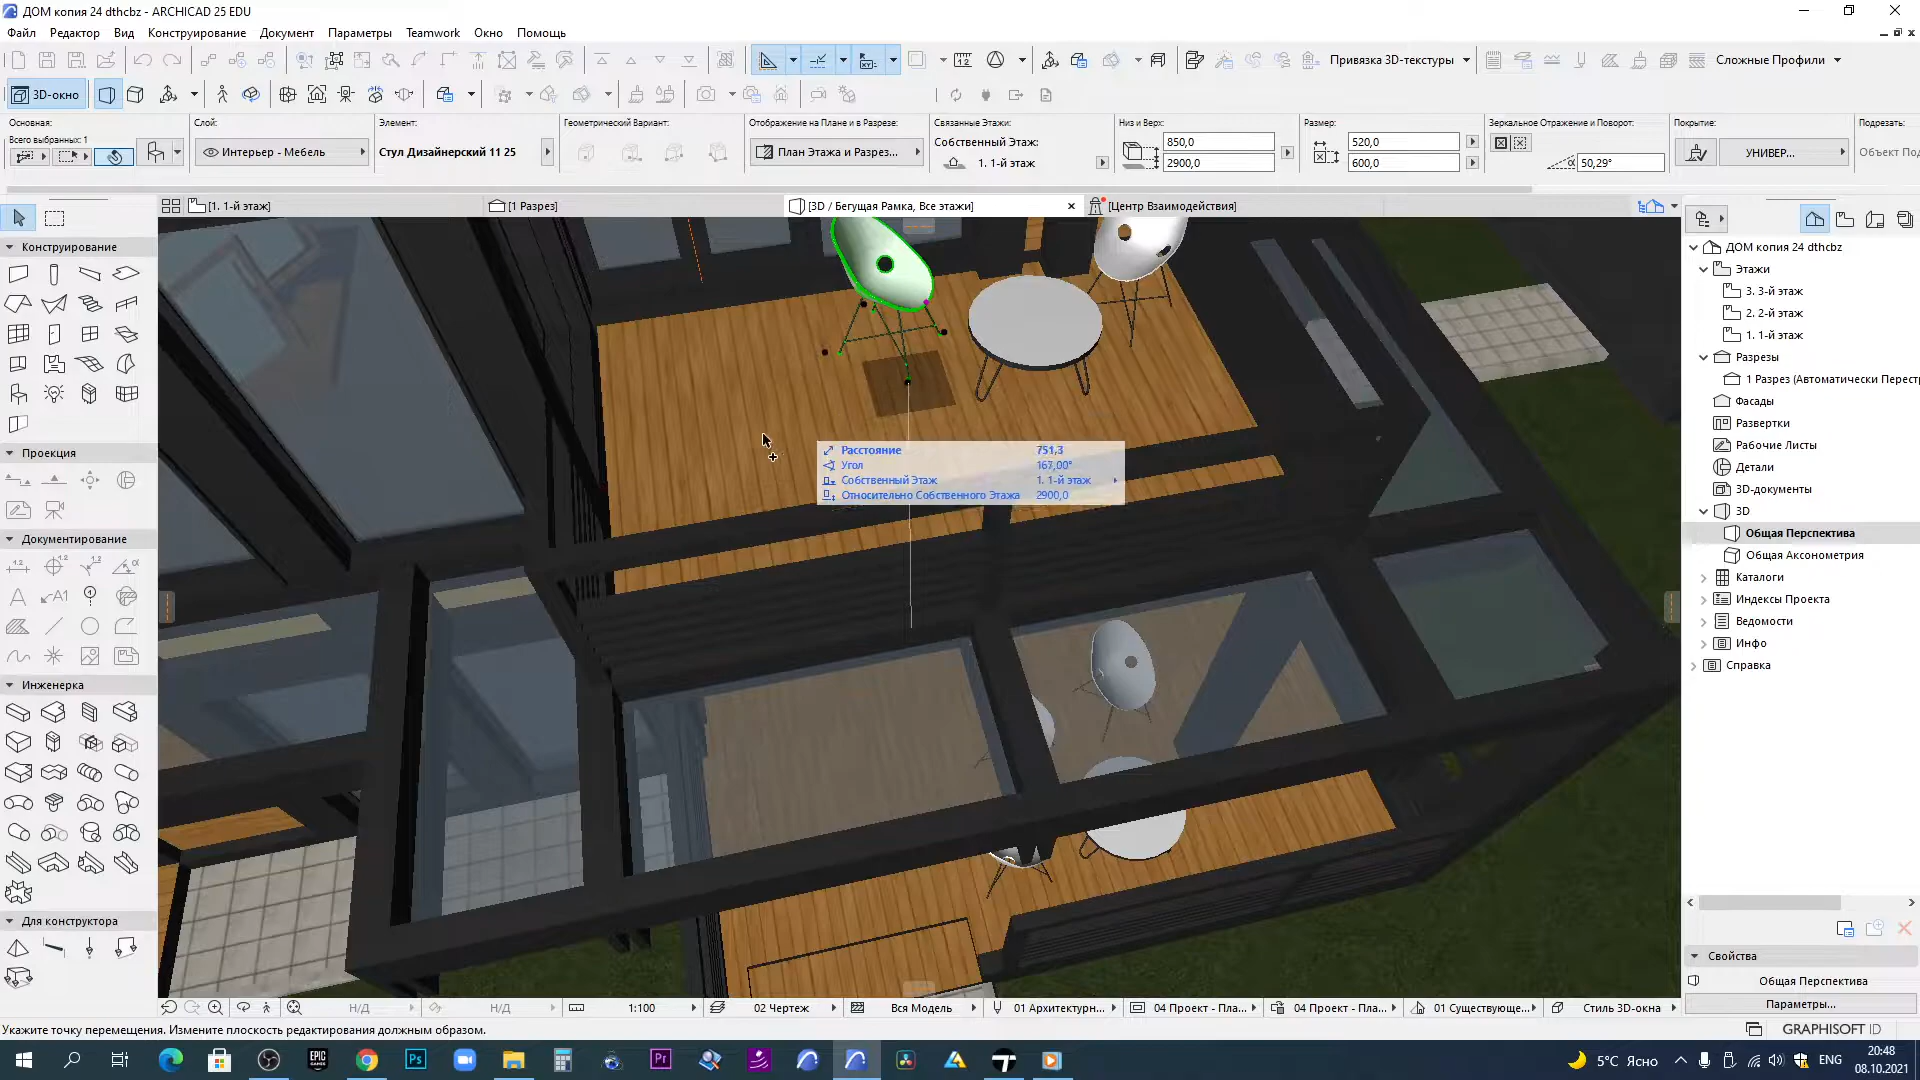 ДОМ копия 24 dthcbz - ARCHICAD 25 EDU
Файл Редактор Вид Конструирование Документ Параметры Teamwork Окно Помощь
Привязка 3D-текстуры
Сложные Профили
3D-окно
Основная:
Всего выбранных: 1
Слой:
Интерьер - Мебель
Элемент:
Стул Дизайнерский 11 25
Геометрический Вариант:
Отображение на Плане и в Разрезе:
План Этажа и Разрез...
Связанные Этажи:
Собственный Этаж:
1. 1-й этаж
Низ и Верх:
850,0
2900,0
Размер:
520,0
600,0
Зеркальное Отражение и Поворот:
50,29°
Покрытие:
УНИВЕР...
Подрезать:
Объект Под
[1. 1-й этаж]
[1 Разрез]
[3D / Бегущая Рамка, Все этажи]
[Центр Взаимодействия]
Конструирование
Проекция
Документирование
Инженерка
Для конструктора
Расстояние 751,3
Угол 167,00°
Собственный Этаж 1. 1-й этаж
Относительно Собственного Этажа 2900,0
ДОМ копия 24 dthcbz
Этажи
3. 3-й этаж
2. 2-й этаж
1. 1-й этаж
Разрезы
1 Разрез (Автоматически Перестр
Фасады
Развертки
Рабочие Листы
Детали
3D-документы
3D
Общая Перспектива
Общая Аксонометрия
Каталоги
Индексы Проекта
Ведомости
Инфо
Справка
Свойства
Общая Перспектива
Параметры...
Н/Д
Н/Д
1:100
02 Чертеж
Вся Модель
01 Архитектурн...
04 Проект - Пла...
04 Проект - Пла...
01 Существующе...
Стиль 3D-окна
Укажите точку перемещения. Измените плоскость редактирования должным образом.
GRAPHISOFT ID
5°C Ясно
ENG
20:48
08.10.2021